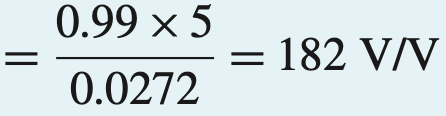 = 0.99 × 5 / 0.0272 = 182 V/V